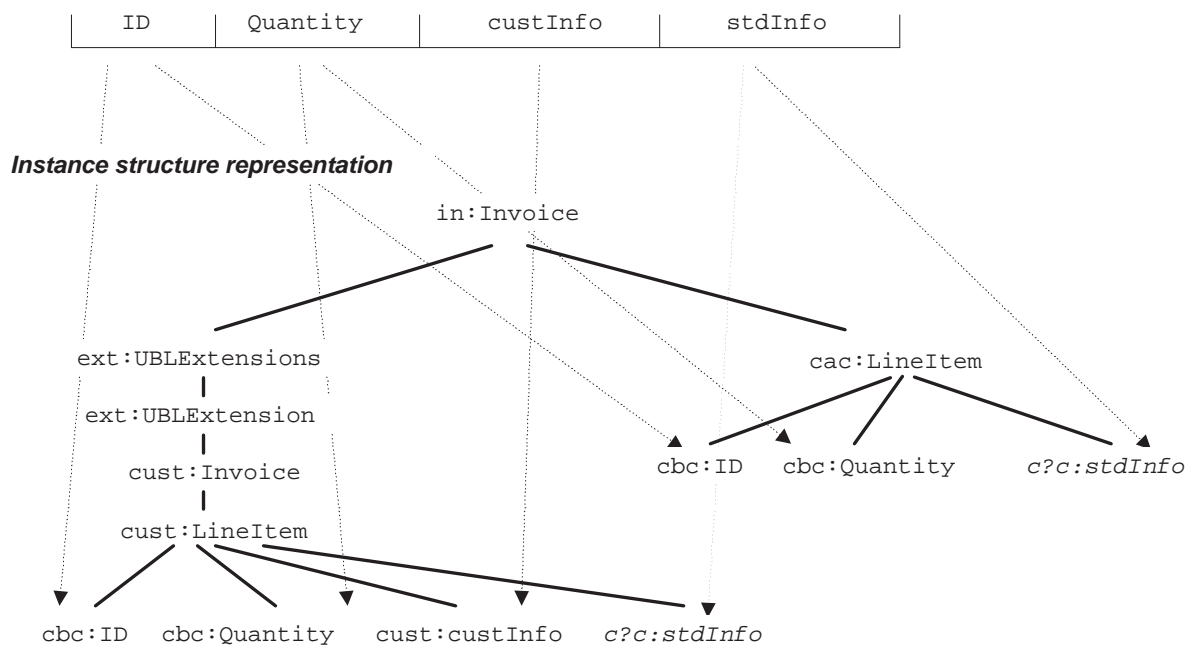 ID Quantity custInfo stdInfo
Instance structure representation
in:Invoice
ext:UBLExtensions cac:LineItem
ext:UBLExtension
cbc:ID cbc:Quantity c?c:stdInfo
cust:Invoice
cust:LineItem
cbc:ID cbc:Quantity cust:custInfo c?c:stdInfo